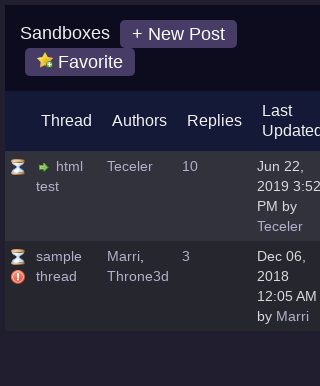 Sandboxes + New Post
Favorite
Thread Authors Replies Last Updated
html test Teceler 10 Jun 22, 2019 3:52 PM by Teceler
sample thread Marri, Throne3d 3 Dec 06, 2018 12:05 AM by Marri